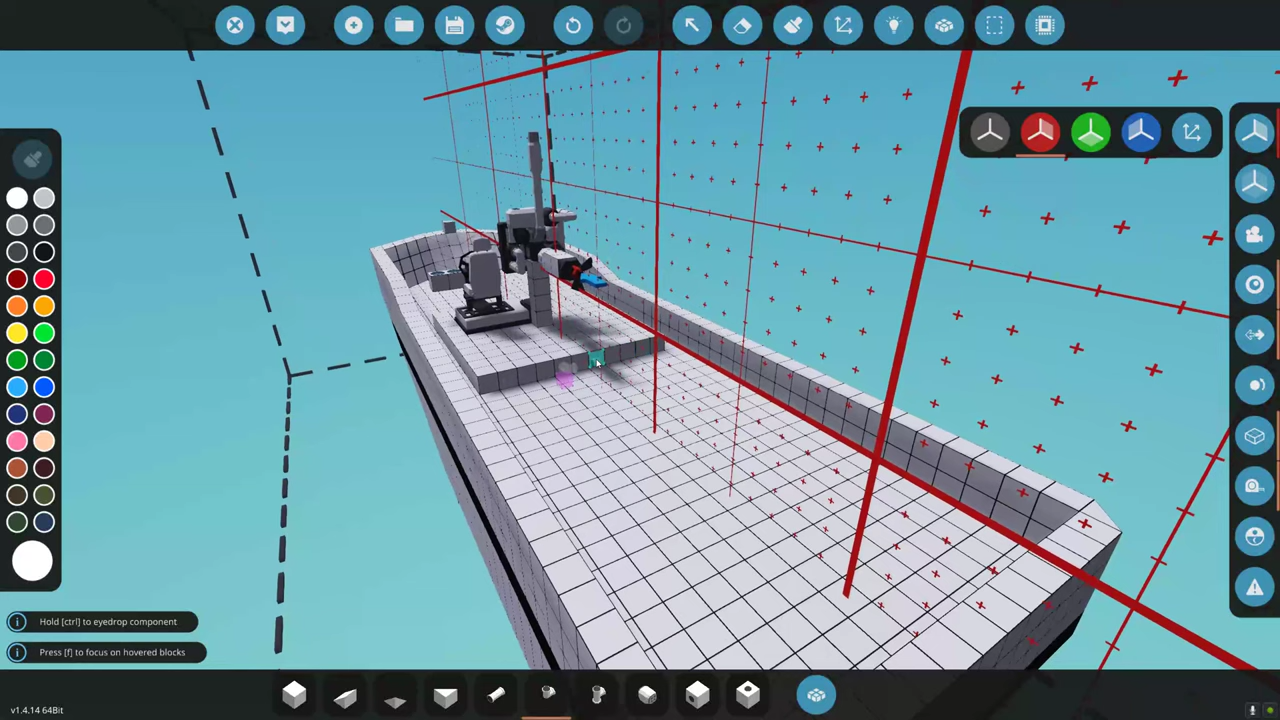 Hold [ctrl] to eyedrop component
Press [f] to focus on hovered blocks
v1.4.14 64Bit